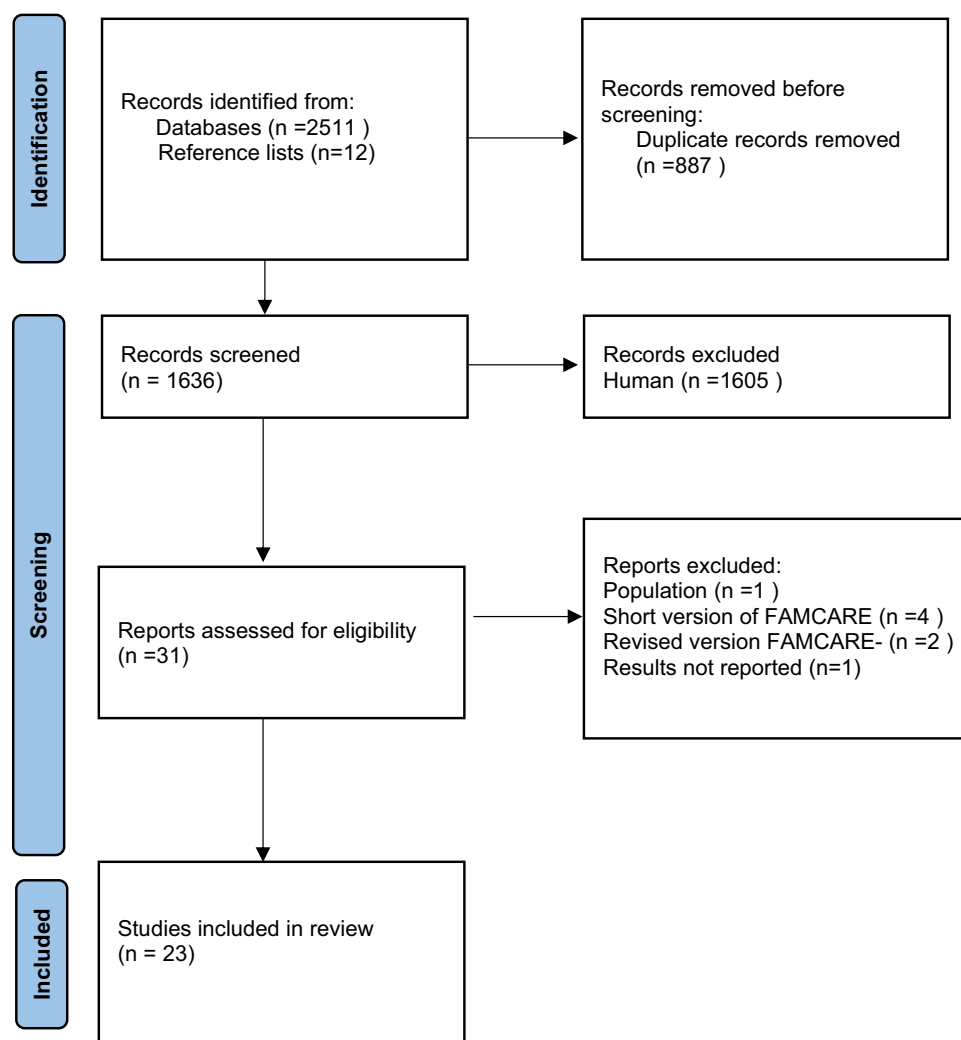 Identification
Records identified from:
Databases (n =2511 )
Reference lists (n=12)
Records removed before
screening:
Duplicate records removed
(n =887 )
Screening
Records screened
(n = 1636)
Records excluded
Human (n =1605 )
Reports assessed for eligibility
(n =31)
Reports excluded:
Population (n =1 )
Short version of FAMCARE (n =4 )
Revised version FAMCARE- (n =2 )
Results not reported (n=1)
Included
Studies included in review
(n = 23)